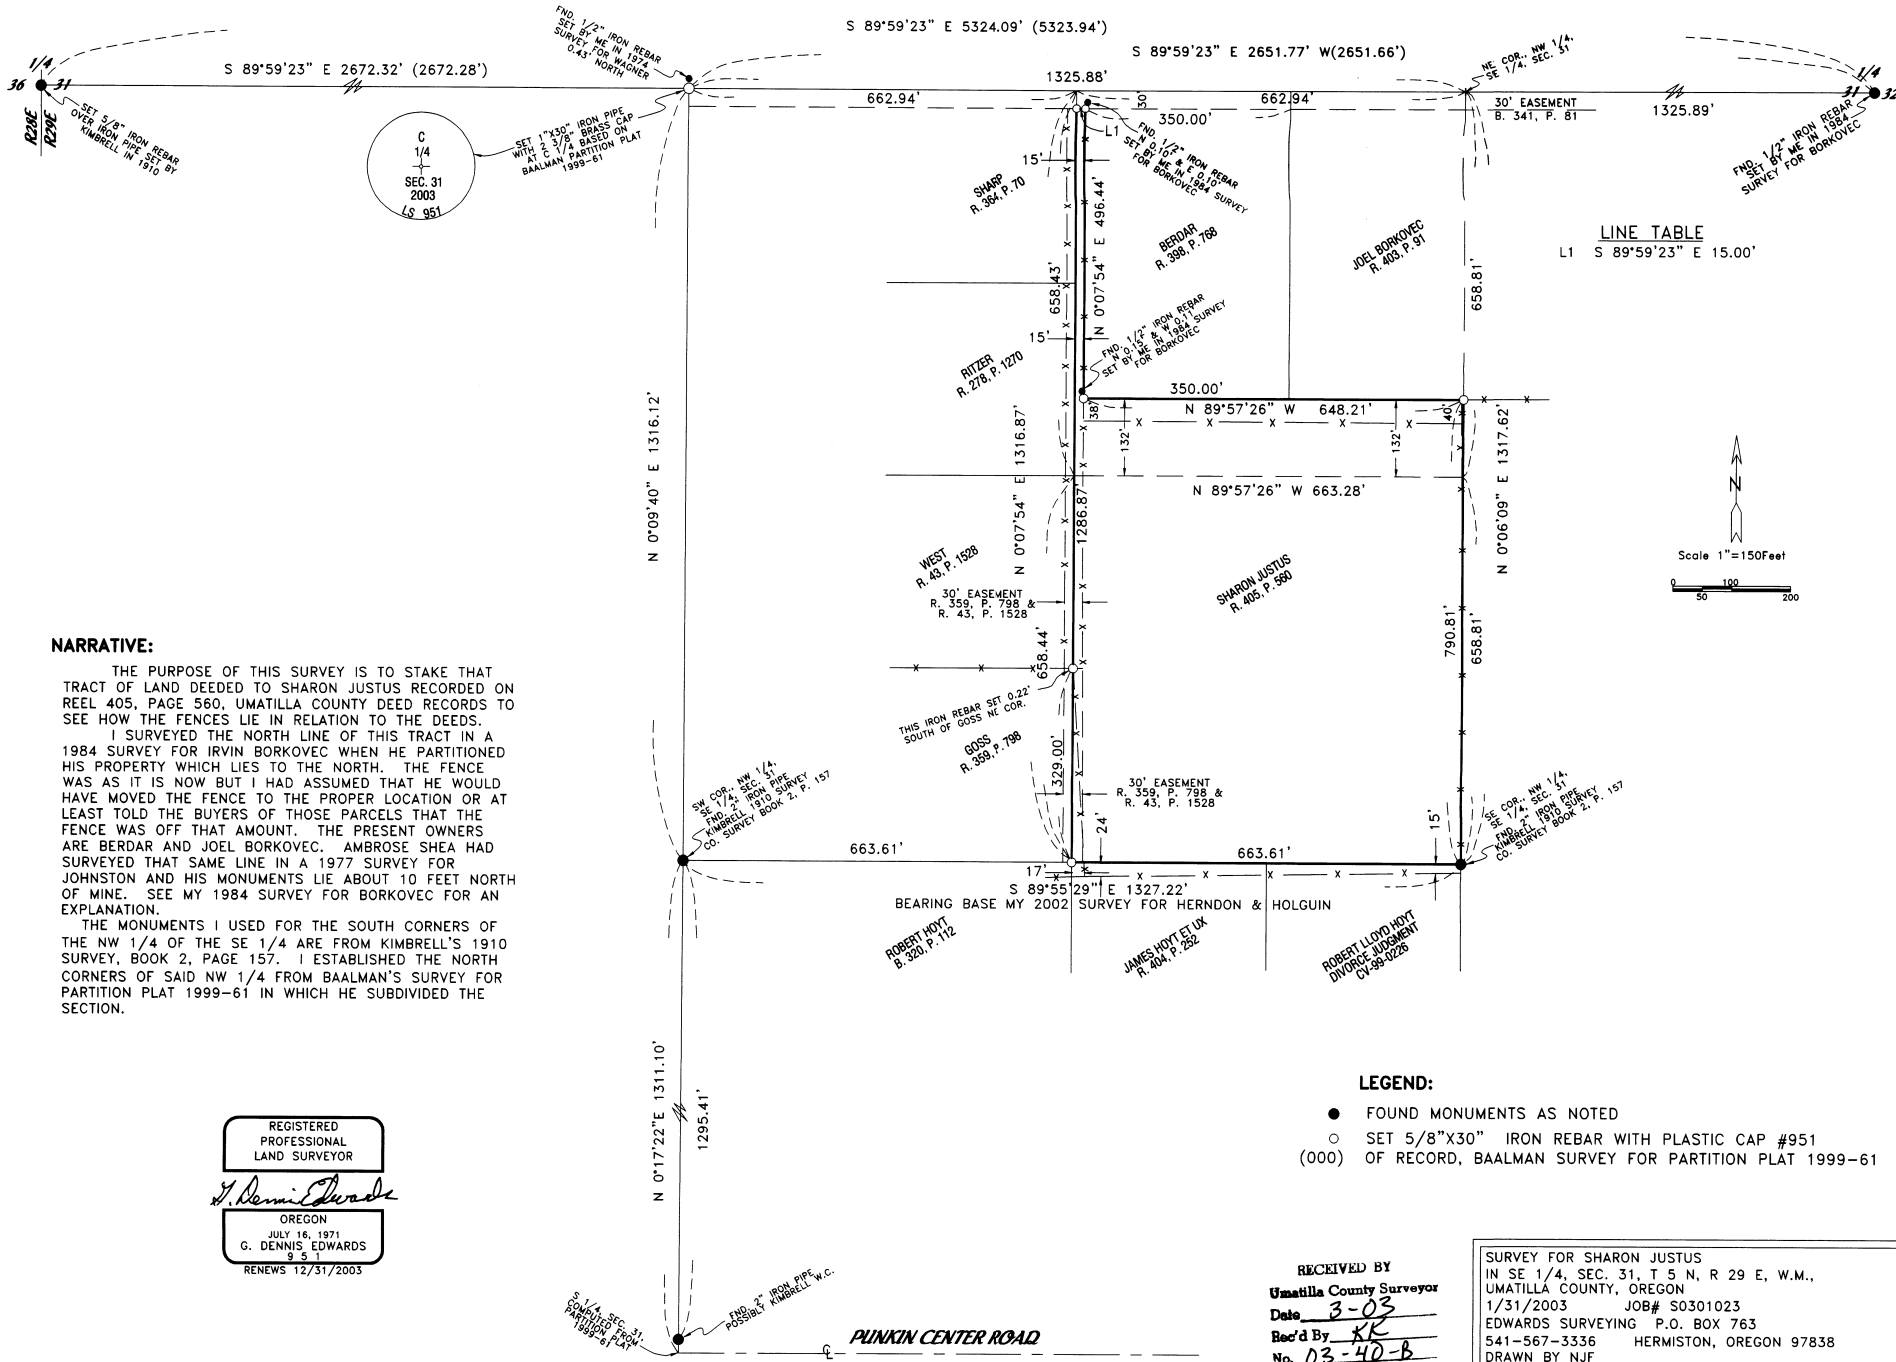 S 89°59'23" E 5324.09' (5323.94')
S 89°59'23" E 2651.77' W(2651.66')
S 89°59'23" E 2672.32' (2672.28')
FND. 1/2" IRON REBAR
SET BY ME IN 1974
SURVEY FOR WAGNER
0.43' NORTH
1/4
36 31
R28E
R29E
SET 5/8" IRON REBAR
OVER IRON PIPE SET BY
KIMBRELL IN 1910
C
1/4
SEC. 31
2003
LS 951
SET 1"X30" IRON PIPE
WITH 2 3/8" BRASS CAP
AT C 1/4 BASED ON
BAALMAN PARTITION PLAT
1999-61
1325.88'
662.94'
662.94'
30'
350.00'
L1
NE COR., NW 1/4,
SE 1/4, SEC. 31
30' EASEMENT
B. 341, P. 81
1325.89'
1/4
31 32
FND. 1/2" IRON REBAR
SET BY ME IN 1984
SURVEY FOR BORKOVEC
FND. 1/2" IRON REBAR
N 0.10' & E 0.10'
SET BY ME IN 1984 SURVEY
FOR BORKOVEC
15'
SHARP
R. 364, P. 70
N 0°07'54" E 496.44'
658.43'
BERDAR
R. 398, P. 768
JOEL BORKOVEC
R. 403, P. 91
658.81'
LINE TABLE
L1 S 89°59'23" E 15.00'
15'
FND. 1/2" IRON REBAR
N 0.15' & W 0.11'
SET BY ME IN 1984 SURVEY
FOR BORKOVEC
RITZER
R. 278, P. 1270
350.00'
N 89°57'26" W 648.21'
38'
40'
132'
132'
N 89°57'26" W 663.28'
N 0°09'40" E 1316.12'
N 0°07'54" E 1316.87'
1286.87'
N 0°06'09" E 1317.62'
N
Scale 1"=150Feet
0 100
50 200
WEST
R. 43, P. 1528
30' EASEMENT
R. 359, P. 798 &
R. 43, P. 1528
SHARON JUSTUS
R. 405, P. 560
790.81'
658.81'
658.44'
THIS IRON REBAR SET 0.22'
SOUTH OF GOSS NE COR.
GOSS
R. 359, P. 798
329.00'
30' EASEMENT
R. 359, P. 798 &
R. 43, P. 1528
24'
15'
SW COR., NW 1/4,
SE 1/4, SEC. 31
FND. 2" IRON PIPE
KIMBRELL 1910 SURVEY
CO. SURVEY BOOK 2, P. 157
SE COR., NW 1/4,
SE 1/4, SEC. 31
FND. 2" IRON PIPE
KIMBRELL 1910 SURVEY
CO. SURVEY BOOK 2, P. 157
663.61'
663.61'
17'
S 89°55'29" E 1327.22'
BEARING BASE MY 2002 SURVEY FOR HERNDON & HOLGUIN
ROBERT HOYT
B. 320, P. 112
JAMES HOYT ET UX
R. 404, P. 252
ROBERT LLOYD HOYT
DIVORCE JUDGMENT
CV-99-0226
NARRATIVE:
THE PURPOSE OF THIS SURVEY IS TO STAKE THAT
TRACT OF LAND DEEDED TO SHARON JUSTUS RECORDED ON
REEL 405, PAGE 560, UMATILLA COUNTY DEED RECORDS TO
SEE HOW THE FENCES LIE IN RELATION TO THE DEEDS.
I SURVEYED THE NORTH LINE OF THIS TRACT IN A
1984 SURVEY FOR IRVIN BORKOVEC WHEN HE PARTITIONED
HIS PROPERTY WHICH LIES TO THE NORTH. THE FENCE
WAS AS IT IS NOW BUT I HAD ASSUMED THAT HE WOULD
HAVE MOVED THE FENCE TO THE PROPER LOCATION OR AT
LEAST TOLD THE BUYERS OF THOSE PARCELS THAT THE
FENCE WAS OFF THAT AMOUNT. THE PRESENT OWNERS
ARE BERDAR AND JOEL BORKOVEC. AMBROSE SHEA HAD
SURVEYED THAT SAME LINE IN A 1977 SURVEY FOR
JOHNSTON AND HIS MONUMENTS LIE ABOUT 10 FEET NORTH
OF MINE. SEE MY 1984 SURVEY FOR BORKOVEC FOR AN
EXPLANATION.
THE MONUMENTS I USED FOR THE SOUTH CORNERS OF
THE NW 1/4 OF THE SE 1/4 ARE FROM KIMBRELL'S 1910
SURVEY, BOOK 2, PAGE 157. I ESTABLISHED THE NORTH
CORNERS OF SAID NW 1/4 FROM BAALMAN'S SURVEY FOR
PARTITION PLAT 1999-61 IN WHICH HE SUBDIVIDED THE
SECTION.
N 0°17'22"E 1311.10'
1295.41'
REGISTERED
PROFESSIONAL
LAND SURVEYOR
G. Dennis Edwards
OREGON
JULY 16, 1971
G. DENNIS EDWARDS
9 5 1
RENEWS 12/31/2003
LEGEND:
● FOUND MONUMENTS AS NOTED
○ SET 5/8"X30" IRON REBAR WITH PLASTIC CAP #951
(000) OF RECORD, BAALMAN SURVEY FOR PARTITION PLAT 1999-61
S 1/4, SEC. 31,
COMPUTED FROM
PARTITION PLAT
1999-61
FND. 2" IRON PIPE
POSSIBLY KIMBRELL W.C.
PUNKIN CENTER ROAD
RECEIVED BY
Umatilla County Surveyor
Date 3-03
Rec'd By KK
No. 03-40-B
SURVEY FOR SHARON JUSTUS
IN SE 1/4, SEC. 31, T 5 N, R 29 E, W.M.,
UMATILLA COUNTY, OREGON
1/31/2003 JOB# S0301023
EDWARDS SURVEYING P.O. BOX 763
541-567-3336 HERMISTON, OREGON 97838
DRAWN BY NJF